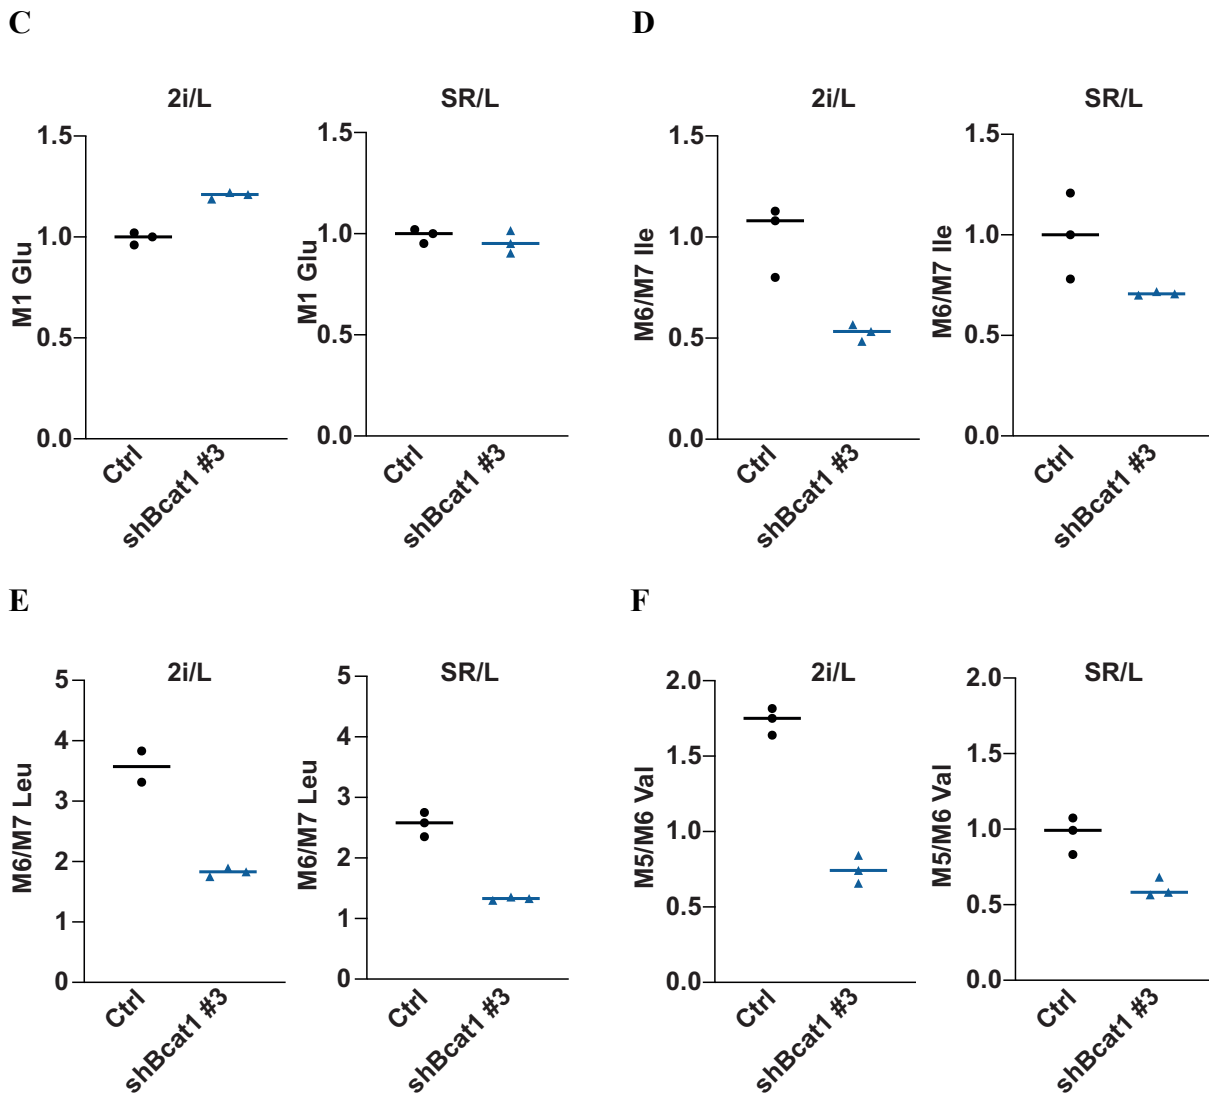 C
D
2i/L
SR/L
2i/L
SR/L
M1 Glu
1.5
1.0
0.5
0.0
Ctrl
shBcat1 #3
M1 Glu
1.5
1.0
0.5
0.0
Ctrl
shBcat1 #3
M6/M7 Ile
1.5
1.0
0.5
0.0
Ctrl
shBcat1 #3
M6/M7 Ile
1.5
1.0
0.5
0.0
Ctrl
shBcat1 #3
E
F
2i/L
SR/L
2i/L
SR/L
M6/M7 Leu
5
4
3
2
1
0
Ctrl
shBcat1 #3
M6/M7 Leu
5
4
3
2
1
0
Ctrl
shBcat1 #3
M5/M6 Val
2.0
1.5
1.0
0.5
0.0
Ctrl
shBcat1 #3
M5/M6 Val
2.0
1.5
1.0
0.5
0.0
Ctrl
shBcat1 #3